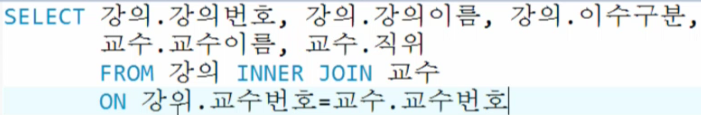 SELECT 강의.강의번호, 강의.강의이름, 강의.이수구분,
교수.교수이름, 교수.직위
FROM 강의 INNER JOIN 교수
ON 강의.교수번호=교수.교수번호